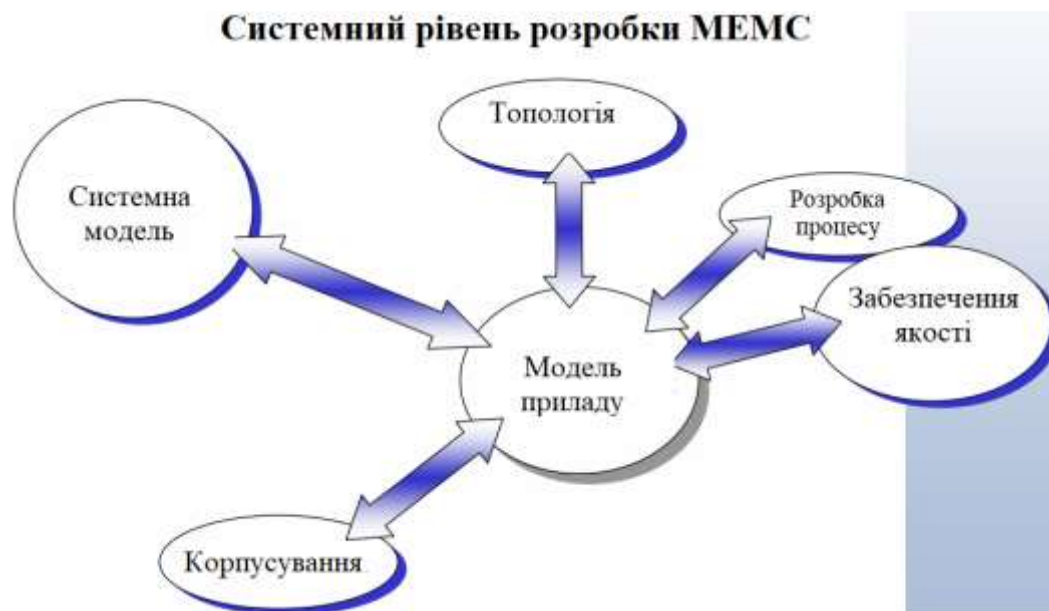 Системний рівень розробки МЕМС
Топологія
Системна
модель
Розробка
процесу
Забезпечення
якості
Модель
приладу
Корпусування